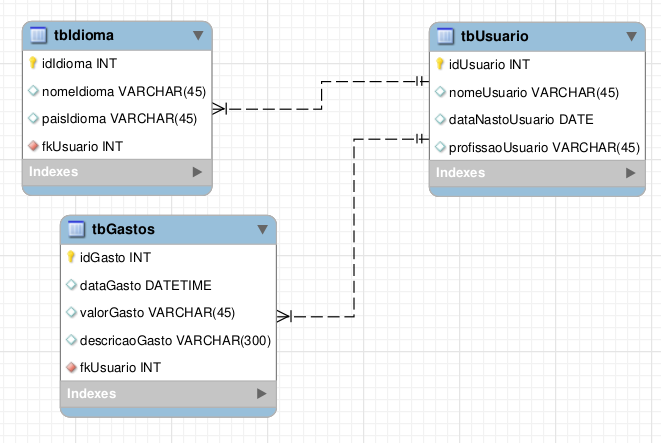 tbIdioma
idIdioma INT
nomeIdioma VARCHAR(45)
paisIdioma VARCHAR(45)
fkUsuario INT
Indexes
tbUsuario
idUsuario INT
nomeUsuario VARCHAR(45)
dataNastoUsuario DATE
profissaoUsuario VARCHAR(45)
Indexes
tbGastos
idGasto INT
dataGasto DATETIME
valorGasto VARCHAR(45)
descricaoGasto VARCHAR(300)
fkUsuario INT
Indexes